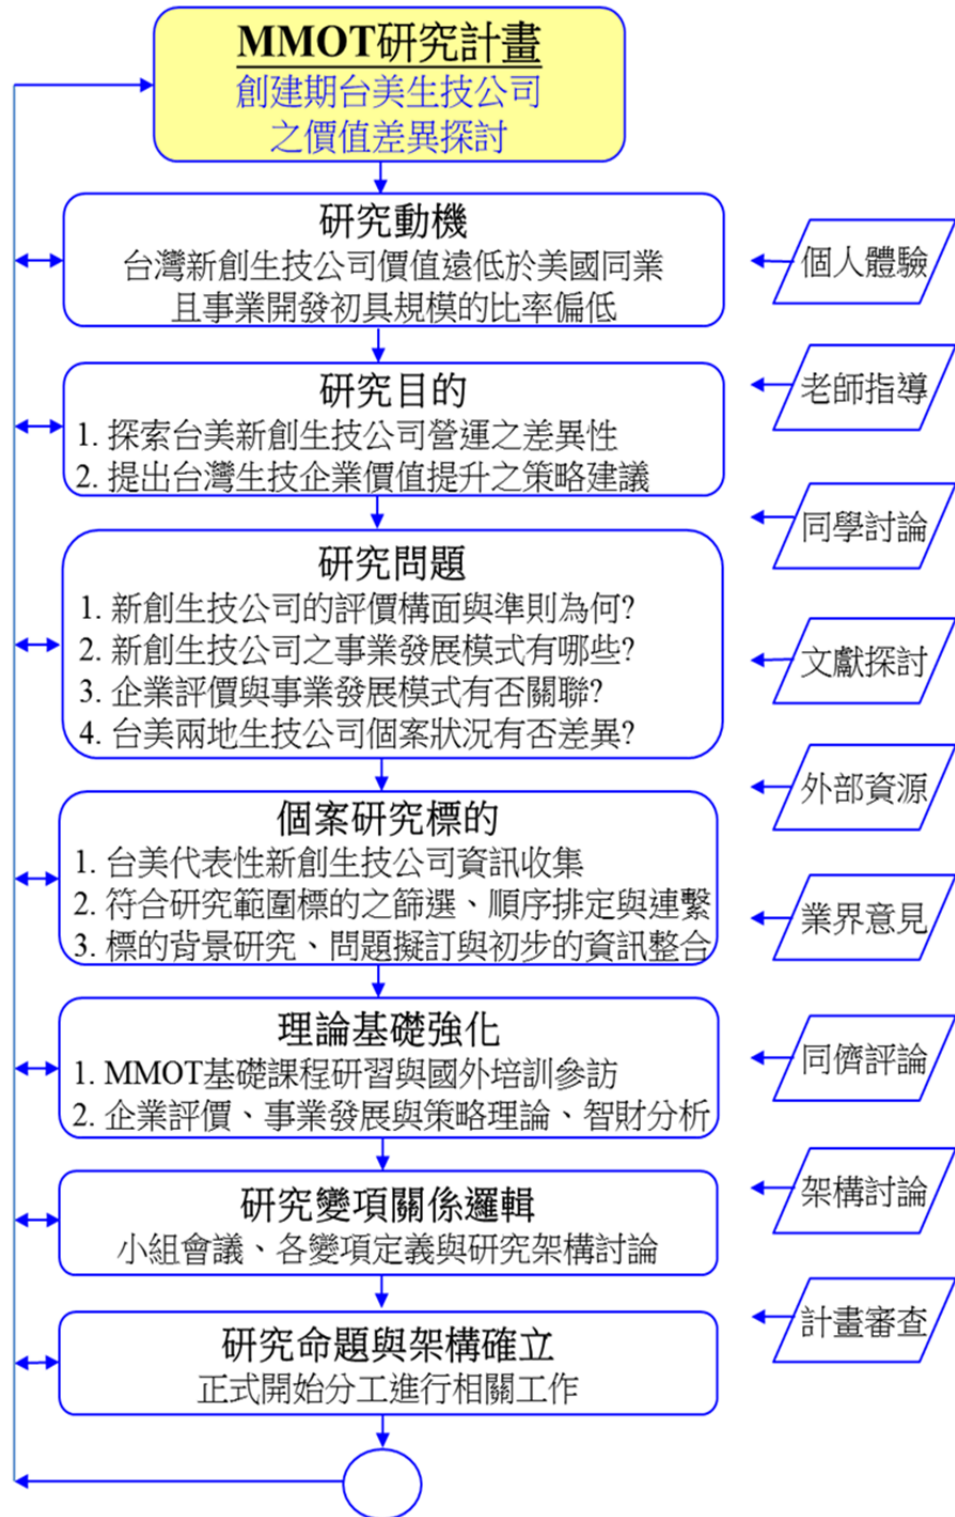 MMOT研究計畫
創建期台美生技公司
之價值差異探討
研究動機
台灣新創生技公司價值遠低於美國同業
且事業開發初具規模的比率偏低
個人體驗
研究目的
1. 探索台美新創生技公司營運之差異性
2. 提出台灣生技企業價值提升之策略建議
老師指導
同學討論
研究問題
1. 新創生技公司的評價構面與準則為何?
2. 新創生技公司之事業發展模式有哪些?
3. 企業評價與事業發展模式有否關聯?
4. 台美兩地生技公司個案狀況有否差異?
文獻探討
外部資源
個案研究標的
1. 台美代表性新創生技公司資訊收集
2. 符合研究範圍標的之篩選、順序排定與連繫
3. 標的背景研究、問題擬訂與初步的資訊整合
業界意見
理論基礎強化
1. MMOT基礎課程研習與國外培訓參訪
2. 企業評價、事業發展與策略理論、智財分析
同儕評論
研究變項關係邏輯
小組會議、各變項定義與研究架構討論
架構討論
研究命題與架構確立
正式開始分工進行相關工作
計畫審查